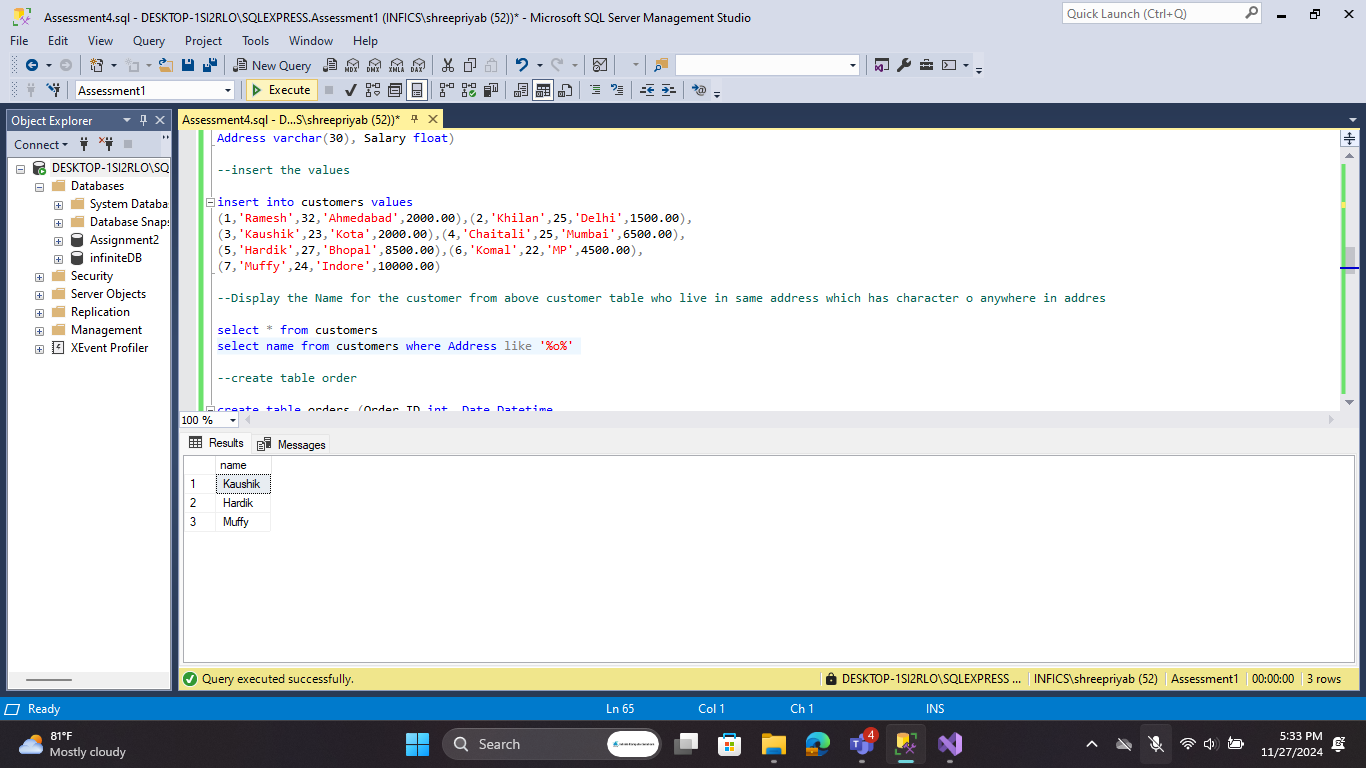 Assessment4.sql - DESKTOP-1SI2RLO\SQLEXPRESS.Assessment1 (INFICS\shreepriyab (52))* - Microsoft SQL Server Management Studio
Quick Launch (Ctrl+Q)
File Edit View Query Project Tools Window Help
New Query
MDX DMX XMLA DAX
Assessment1
Execute
Object Explorer
Assessment4.sql - D...S\shreepriyab (52))*
Connect
DESKTOP-1SI2RLO\SQ
Databases
System Databa
Database Snap
Assignment2
infiniteDB
Security
Server Objects
Replication
Management
XEvent Profiler
Address varchar(30), Salary float)
--insert the values
insert into customers values
(1,'Ramesh',32,'Ahmedabad',2000.00),(2,'Khilan',25,'Delhi',1500.00),
(3,'Kaushik',23,'Kota',2000.00),(4,'Chaitali',25,'Mumbai',6500.00),
(5,'Hardik',27,'Bhopal',8500.00),(6,'Komal',22,'MP',4500.00),
(7,'Muffy',24,'Indore',10000.00)
--Display the Name for the customer from above customer table who live in same address which has character o anywhere in addres
select * from customers
select name from customers where Address like '%o%'
--create table order
create table orders (Order_ID int, Date Datetime
100 %
Results Messages
name
1 Kaushik
2 Hardik
3 Muffy
Query executed successfully.
DESKTOP-1SI2RLO\SQLEXPRESS ... INFICS\shreepriyab (52) Assessment1 00:00:00 3 rows
Ready
Ln 65 Col 1 Ch 1 INS
81°F
Mostly cloudy
Search
4
5:33 PM
11/27/2024